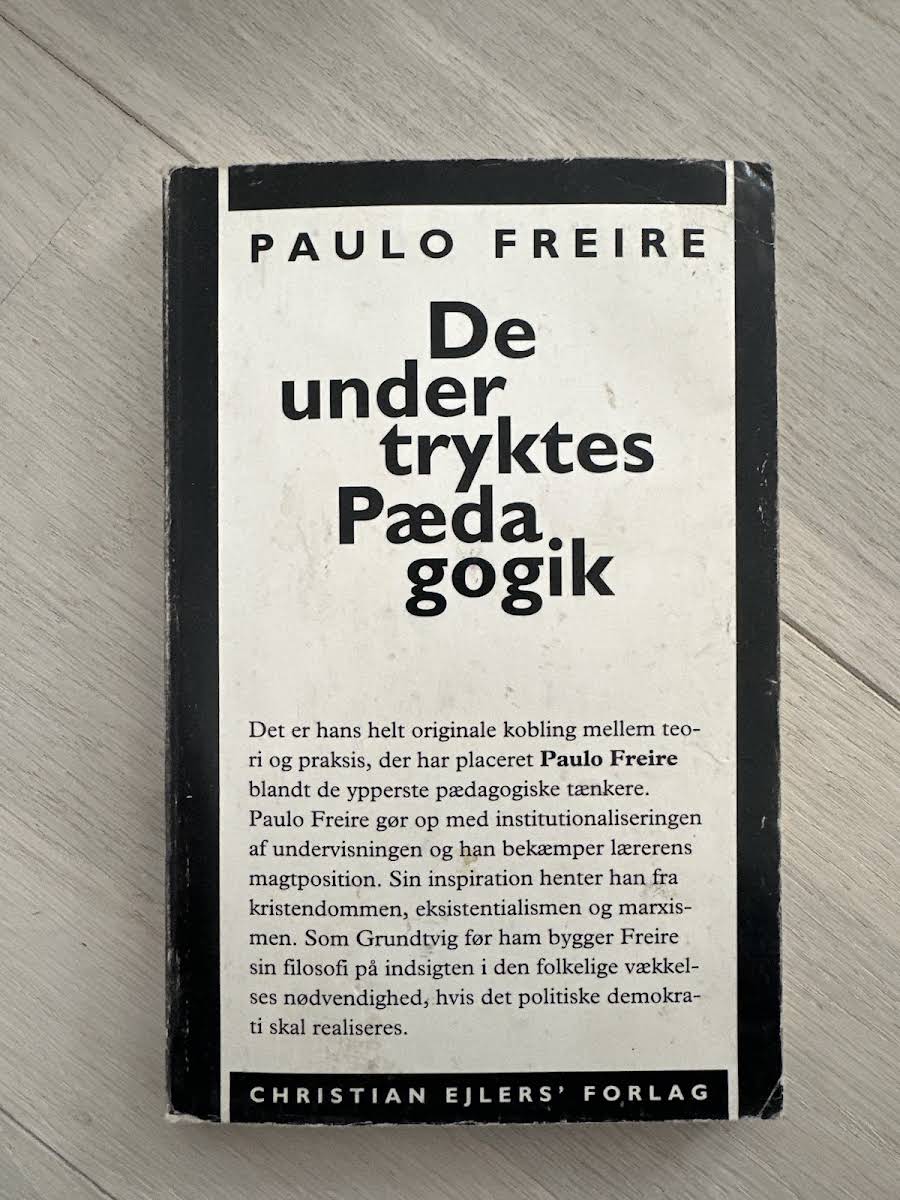 PAULO FREIRE
De
under
tryktes
Pæda
gogik
Det er hans helt originale kobling mellem teo-
ri og praksis, der har placeret Paulo Freire
blandt de ypperste pædagogiske tænkere.
Paulo Freire gør op med institutionaliseringen
af undervisningen og han bekæmper lærerens
magtposition. Sin inspiration henter han fra
kristendommen, eksistentialismen og marxis-
men. Som Grundtvig før ham bygger Freire
sin filosofi på indsigten i den folkelige vækkel-
ses nødvendighed, hvis det politiske demokra-
ti skal realiseres.
CHRISTIAN EJLERS' FORLAG